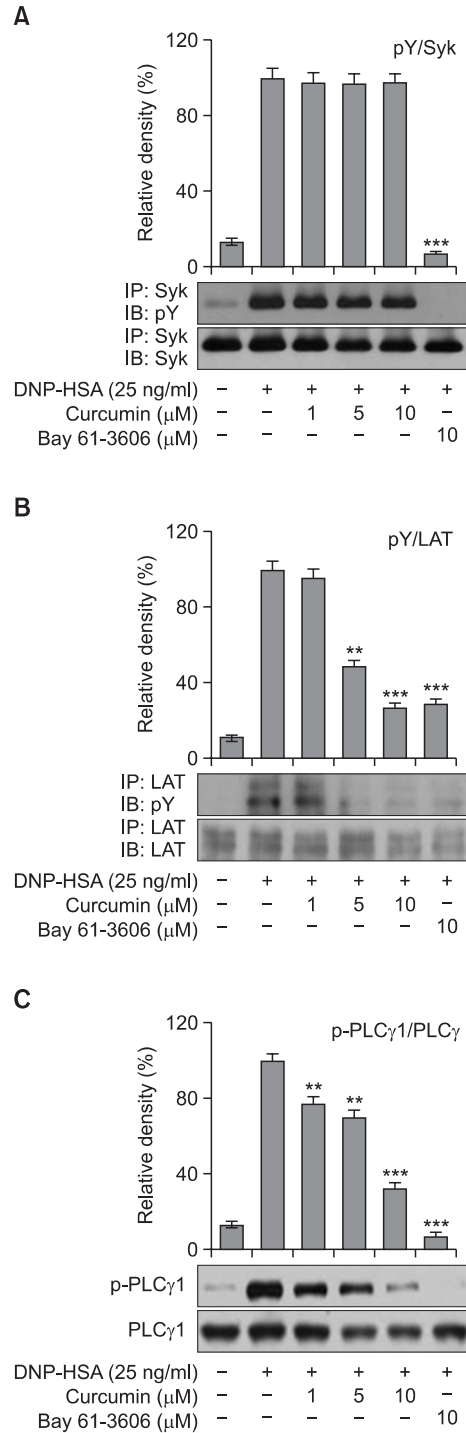 A
120
80
40
0
Relative density (%)
pY/Syk
***
IP: Syk
IB: pY
IP: Syk
IB: Syk
DNP-HSA (25 ng/ml) – + + + + +
Curcumin (μM) – – 1 5 10 –
Bay 61-3606 (μM) – – – – – 10
B
120
80
40
0
Relative density (%)
pY/LAT
** *** ***
IP: LAT
IB: pY
IP: LAT
IB: LAT
DNP-HSA (25 ng/ml) – + + + + +
Curcumin (μM) – – 1 5 10 –
Bay 61-3606 (μM) – – – – – 10
C
120
80
40
0
Relative density (%)
p-PLCγ1/PLCγ
** ** *** ***
p-PLCγ1
PLCγ1
DNP-HSA (25 ng/ml) – + + + + +
Curcumin (μM) – – 1 5 10 –
Bay 61-3606 (μM) – – – – – 10